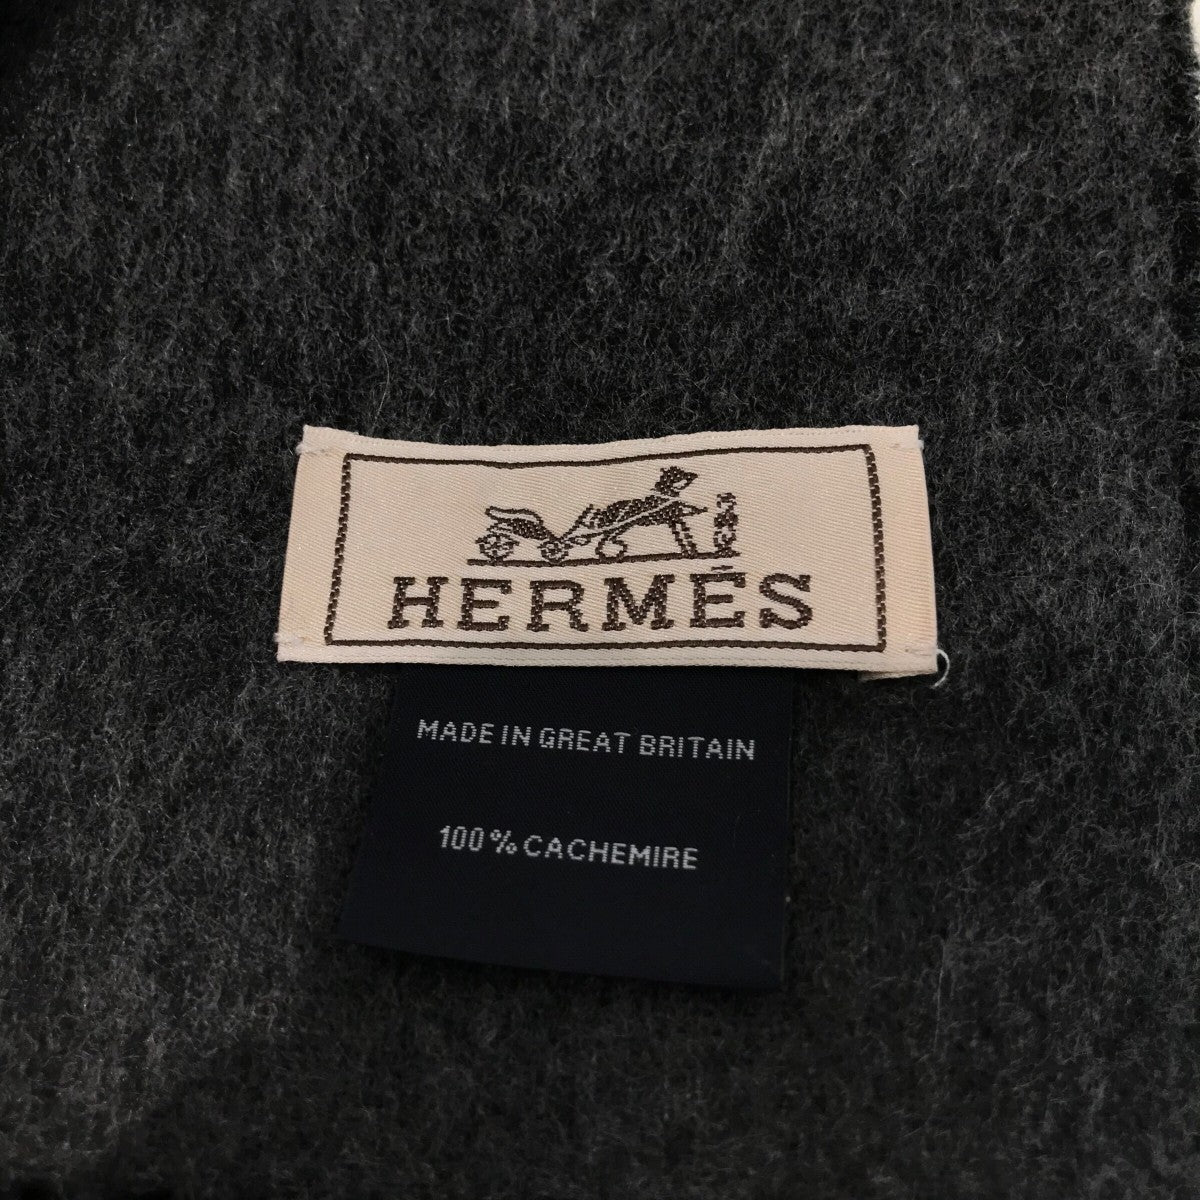 HERMÈS
MADE IN GREAT BRITAIN
100% CACHEMIRE